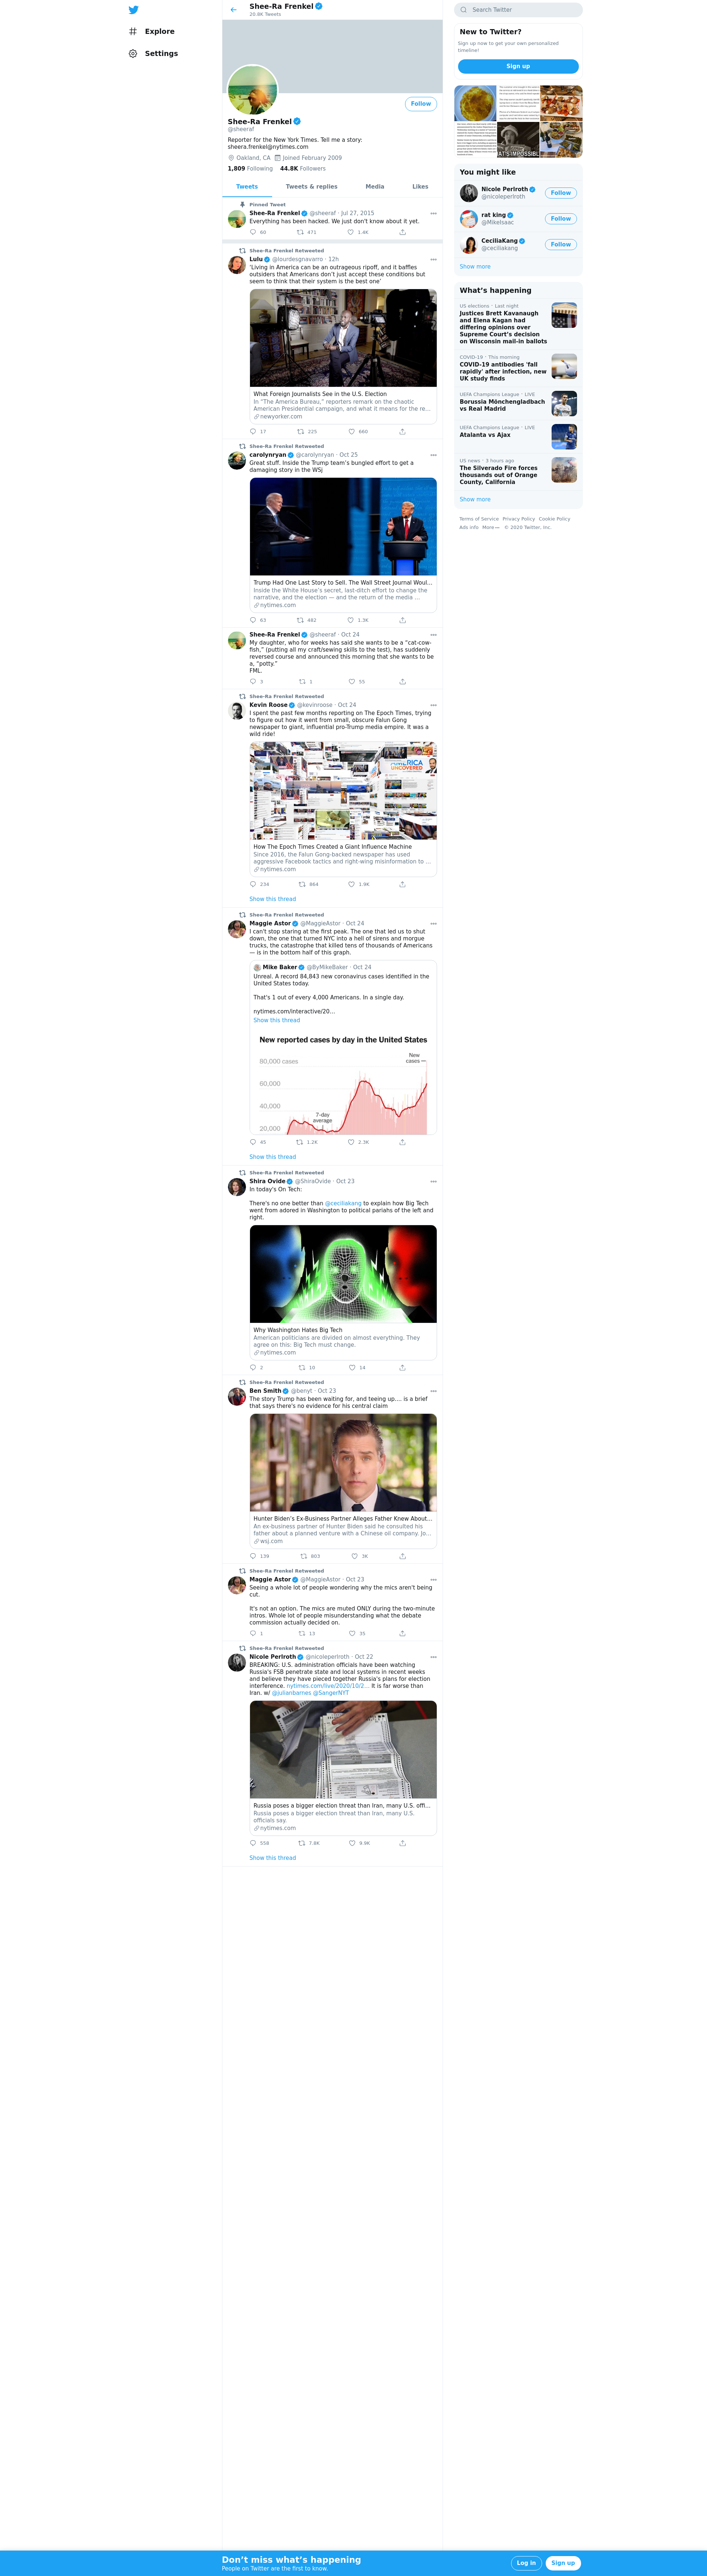 Explore
Settings
Shee-Ra Frenkel
20.8K Tweets
Follow
Shee-Ra Frenkel
@sheeraf
Reporter for the New York Times. Tell me a story:
sheera.frenkel@nytimes.com
Oakland, CA Joined February 2009
1,809 Following 44.8K Followers
Tweets Tweets & replies Media Likes
Pinned Tweet
Shee-Ra Frenkel @sheeraf · Jul 27, 2015
Everything has been hacked. We just don't know about it yet.
60 471 1.4K
Shee-Ra Frenkel Retweeted
Lulu @lourdesgnavarro · 12h
'Living in America can be an outrageous ripoff, and it baffles
outsiders that Americans don't just accept these conditions but
seem to think that their system is the best one'
What Foreign Journalists See in the U.S. Election
In "The America Bureau," reporters remark on the chaotic
American Presidential campaign, and what it means for the re...
newyorker.com
17 225 660
Shee-Ra Frenkel Retweeted
carolynryan @carolynryan · Oct 25
Great stuff. Inside the Trump team's bungled effort to get a
damaging story in the WSJ
Trump Had One Last Story to Sell. The Wall Street Journal Woul...
Inside the White House's secret, last-ditch effort to change the
narrative, and the election — and the return of the media ...
nytimes.com
63 482 1.3K
Shee-Ra Frenkel @sheeraf · Oct 24
My daughter, who for weeks has said she wants to be a "cat-cow-
fish," (putting all my craft/sewing skills to the test), has suddenly
reversed course and announced this morning that she wants to be
a, "potty."
FML.
3 1 55
Shee-Ra Frenkel Retweeted
Kevin Roose @kevinroose · Oct 24
I spent the past few months reporting on The Epoch Times, trying
to figure out how it went from small, obscure Falun Gong
newspaper to giant, influential pro-Trump media empire. It was a
wild ride!
AMERICA
UNCOVERED
How The Epoch Times Created a Giant Influence Machine
Since 2016, the Falun Gong-backed newspaper has used
aggressive Facebook tactics and right-wing misinformation to ...
nytimes.com
234 864 1.9K
Show this thread
Shee-Ra Frenkel Retweeted
Maggie Astor @MaggieAstor · Oct 24
I can't stop staring at the first peak. The one that led us to shut
down, the one that turned NYC into a hell of sirens and morgue
trucks, the catastrophe that killed tens of thousands of Americans
— is in the bottom half of this graph.
Mike Baker @ByMikeBaker · Oct 24
Unreal. A record 84,843 new coronavirus cases identified in the
United States today.
That's 1 out of every 4,000 Americans. In a single day.
nytimes.com/interactive/20...
Show this thread
New reported cases by day in the United States
80,000 cases
New
cases
60,000
40,000
7-day
average
20,000
45 1.2K 2.3K
Show this thread
Shee-Ra Frenkel Retweeted
Shira Ovide @ShiraOvide · Oct 23
In today's On Tech:
There's no one better than @ceciliakang to explain how Big Tech
went from adored in Washington to political pariahs of the left and
right.
Why Washington Hates Big Tech
American politicians are divided on almost everything. They
agree on this: Big Tech must change.
nytimes.com
2 10 14
Shee-Ra Frenkel Retweeted
Ben Smith @benyt · Oct 23
The story Trump has been waiting for, and teeing up.... is a brief
that says there's no evidence for his central claim
Hunter Biden's Ex-Business Partner Alleges Father Knew About...
An ex-business partner of Hunter Biden said he consulted his
father about a planned venture with a Chinese oil company. Jo...
wsj.com
139 803 3K
Shee-Ra Frenkel Retweeted
Maggie Astor @MaggieAstor · Oct 23
Seeing a whole lot of people wondering why the mics aren't being
cut.
It's not an option. The mics are muted ONLY during the two-minute
intros. Whole lot of people misunderstanding what the debate
commission actually decided on.
1 13 35
Shee-Ra Frenkel Retweeted
Nicole Perlroth @nicoleperlroth · Oct 22
BREAKING: U.S. administration officials have been watching
Russia's FSB penetrate state and local systems in recent weeks
and believe they have pieced together Russia's plans for election
interference. nytimes.com/live/2020/10/2... It is far worse than
Iran. w/ @julianbarnes @SangerNYT
Russia poses a bigger election threat than Iran, many U.S. offi...
Russia poses a bigger election threat than Iran, many U.S.
officials say.
nytimes.com
558 7.8K 9.9K
Show this thread
Search Twitter
New to Twitter?
Sign up now to get your own personalized
timeline!
Sign up
You might like
Nicole Perlroth
@nicoleperlroth
Follow
rat king
@MikeIsaac
Follow
CeciliaKang
@ceciliakang
Follow
Show more
What's happening
US elections · Last night
Justices Brett Kavanaugh
and Elena Kagan had
differing opinions over
Supreme Court's decision
on Wisconsin mail-in ballots
COVID-19 · This morning
COVID-19 antibodies 'fall
rapidly' after infection, new
UK study finds
UEFA Champions League · LIVE
Borussia Mönchengladbach
vs Real Madrid
UEFA Champions League · LIVE
Atalanta vs Ajax
US news · 3 hours ago
The Silverado Fire forces
thousands out of Orange
County, California
Show more
Terms of Service Privacy Policy Cookie Policy
Ads info More © 2020 Twitter, Inc.
Don't miss what's happening
People on Twitter are the first to know.
Log in Sign up